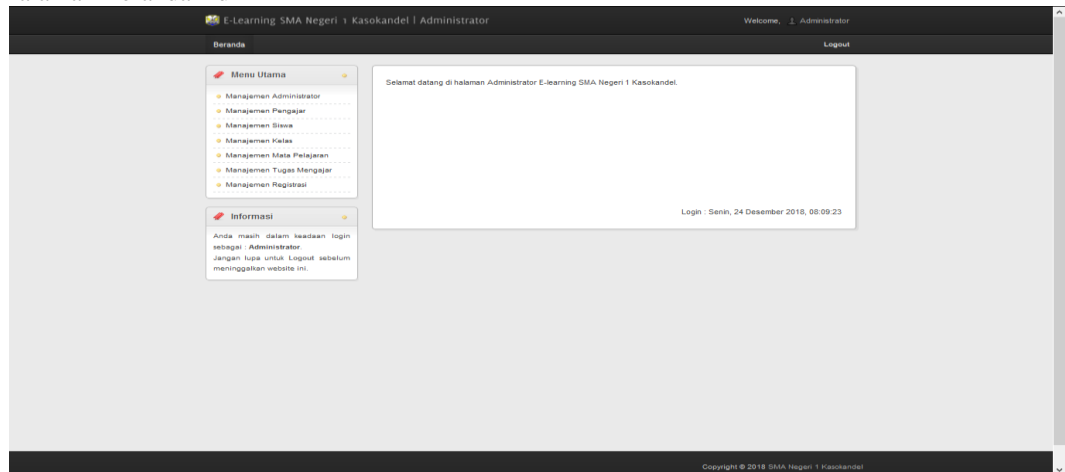 E-Learning SMA Negeri 1 Kasokandel | Administrator
Welcome, Administrator
Beranda
Logout
Menu Utama
Manajemen Administrator
Manajemen Pengajar
Manajemen Siswa
Manajemen Kelas
Manajemen Mata Pelajaran
Manajemen Tugas Mengajar
Manajemen Registrasi
Informasi
Anda masih dalam keadaan login
sebagai : Administrator.
Jangan lupa untuk Logout sebelum
meninggalkan website ini.
Selamat datang di halaman Administrator E-learning SMA Negeri 1 Kasokandel.
Login : Senin, 24 Desember 2018, 08:09:23
Copyright © 2018 SMA Negeri 1 Kasokandel